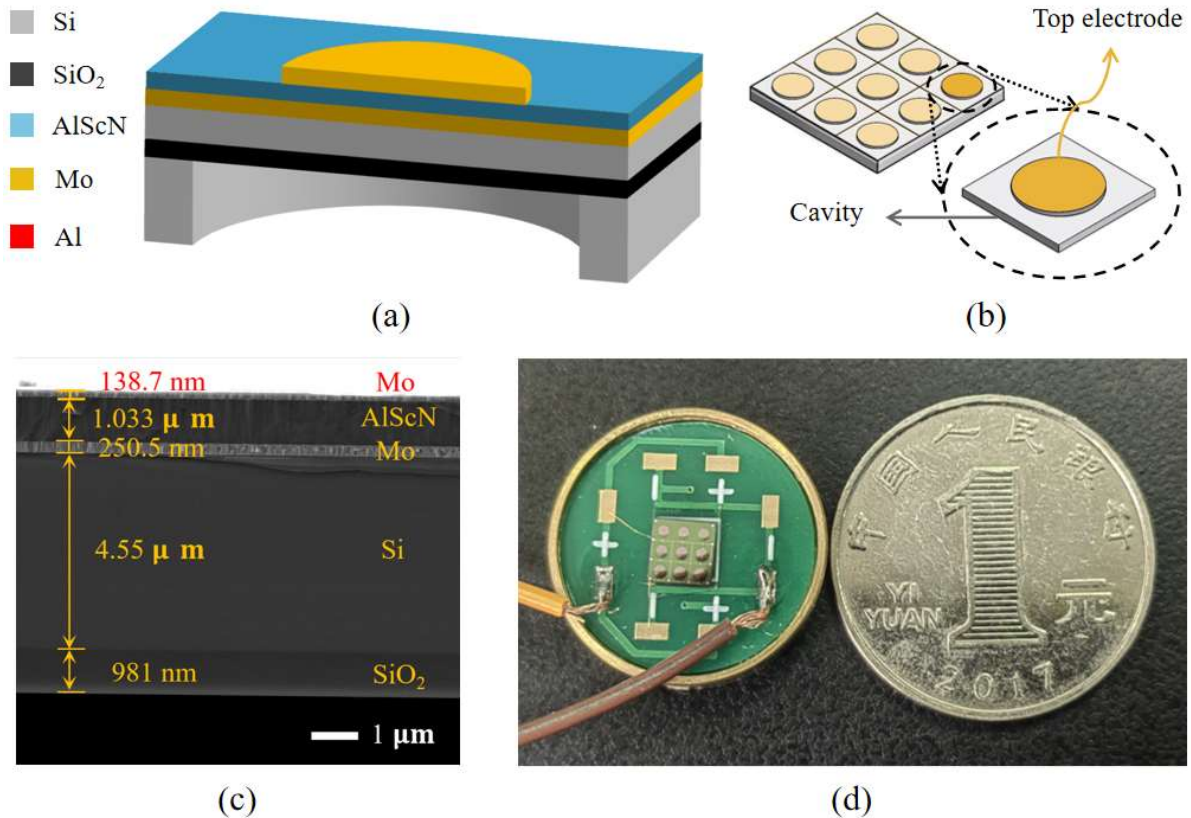 Si
SiO₂
AlScN
Mo
Al
(a)
Top electrode
Cavity
(b)
138.7 nm Mo
1.033 μ m AlScN
250.5 nm Mo
4.55 μ m Si
981 nm SiO₂
1 μm
(c)
中国人民银行
YI
YUAN
1
元
2017
(d)